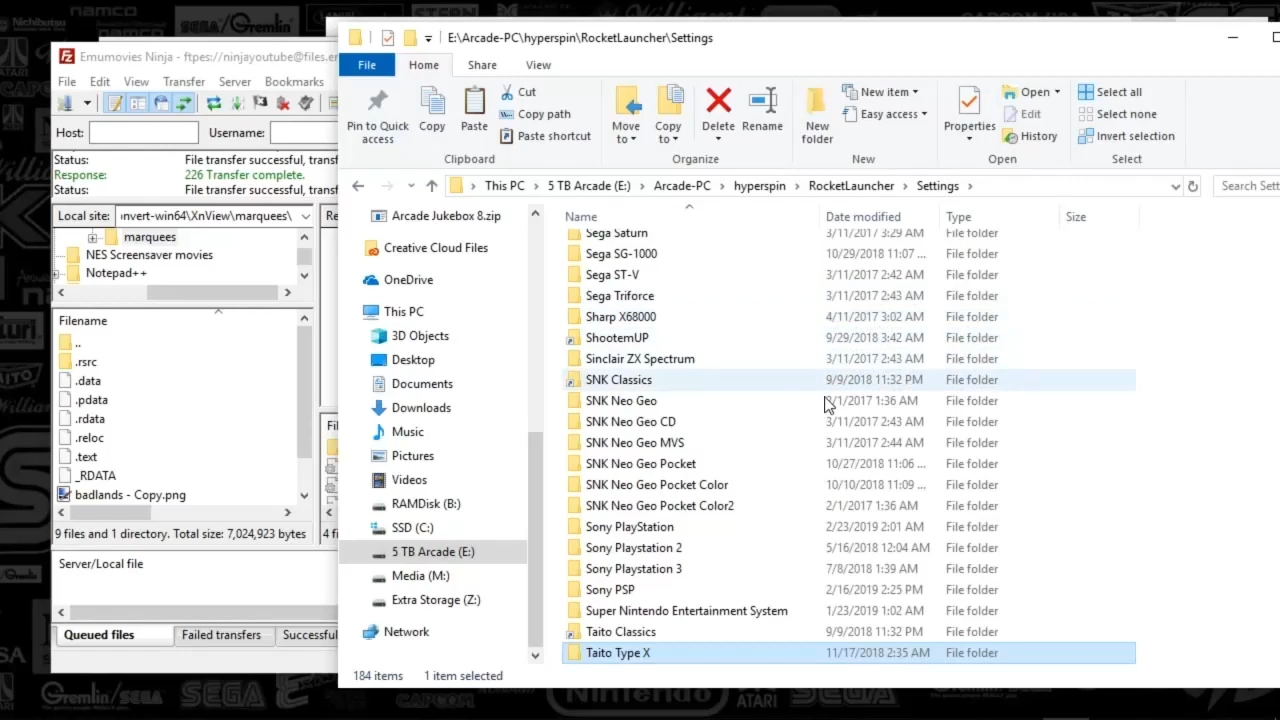 Emumovies Ninja - ftpes://ninjayoutube@files.er
File Edit View Transfer Server Bookmarks
Host: Username:
Status: File transfer successful, transf
Response: 226 Transfer complete.
Status: File transfer successful, transf
Local site: \XnView\marquees\
marquees
NES Screensaver movies
Notepad++
Filename
..
.rsrc
.data
.pdata
.rdata
.reloc
.text
_RDATA
badlands - Copy.png
9 files and 1 directory. Total size: 7,024,923 bytes
Server/Local file
Queued files Failed transfers Successful
E:\Arcade-PC\hyperspin\RocketLauncher\Settings
File Home Share View
Pin to Quick access
Copy
Paste
Cut
Copy path
Paste shortcut
Clipboard
Move to
Copy to
Delete
Rename
Organize
New folder
New item
Easy access
New
Properties
Open
Edit
History
Open
Select all
Select none
Invert selection
Select
This PC > 5 TB Arcade (E:) > Arcade-PC > hyperspin > RocketLauncher > Settings >
Search Sett
Arcade Jukebox 8.zip
Creative Cloud Files
OneDrive
This PC
3D Objects
Desktop
Documents
Downloads
Music
Pictures
Videos
RAMDisk (B:)
SSD (C:)
5 TB Arcade (E:)
Media (M:)
Extra Storage (Z:)
Network
Name Date modified Type Size
Sega Saturn 3/11/2017 3:29 AM File folder
Sega SG-1000 10/29/2018 11:07 ... File folder
Sega ST-V 3/11/2017 2:42 AM File folder
Sega Triforce 3/11/2017 2:43 AM File folder
Sharp X68000 4/11/2017 3:02 AM File folder
ShootemUP 9/29/2018 3:42 AM File folder
Sinclair ZX Spectrum 3/11/2017 2:43 AM File folder
SNK Classics 9/9/2018 11:32 PM File folder
SNK Neo Geo /1/2017 1:36 AM File folder
SNK Neo Geo CD 3/11/2017 2:43 AM File folder
SNK Neo Geo MVS 3/11/2017 2:44 AM File folder
SNK Neo Geo Pocket 10/27/2018 11:06 ... File folder
SNK Neo Geo Pocket Color 10/10/2018 11:09 ... File folder
SNK Neo Geo Pocket Color2 2/1/2017 1:36 AM File folder
Sony PlayStation 2/23/2019 2:01 AM File folder
Sony Playstation 2 5/16/2018 12:04 AM File folder
Sony Playstation 3 7/8/2018 1:39 AM File folder
Sony PSP 2/16/2019 2:25 PM File folder
Super Nintendo Entertainment System 1/23/2019 1:02 AM File folder
Taito Classics 9/9/2018 11:32 PM File folder
Taito Type X 11/17/2018 2:35 AM File folder
184 items 1 item selected
Nichibutsu
namco
SEGA/Gremlin
STERN
ATARI
Gremlin/SEGA
SEGA
CAPCOM
Nintendo
ATARI
SEGA